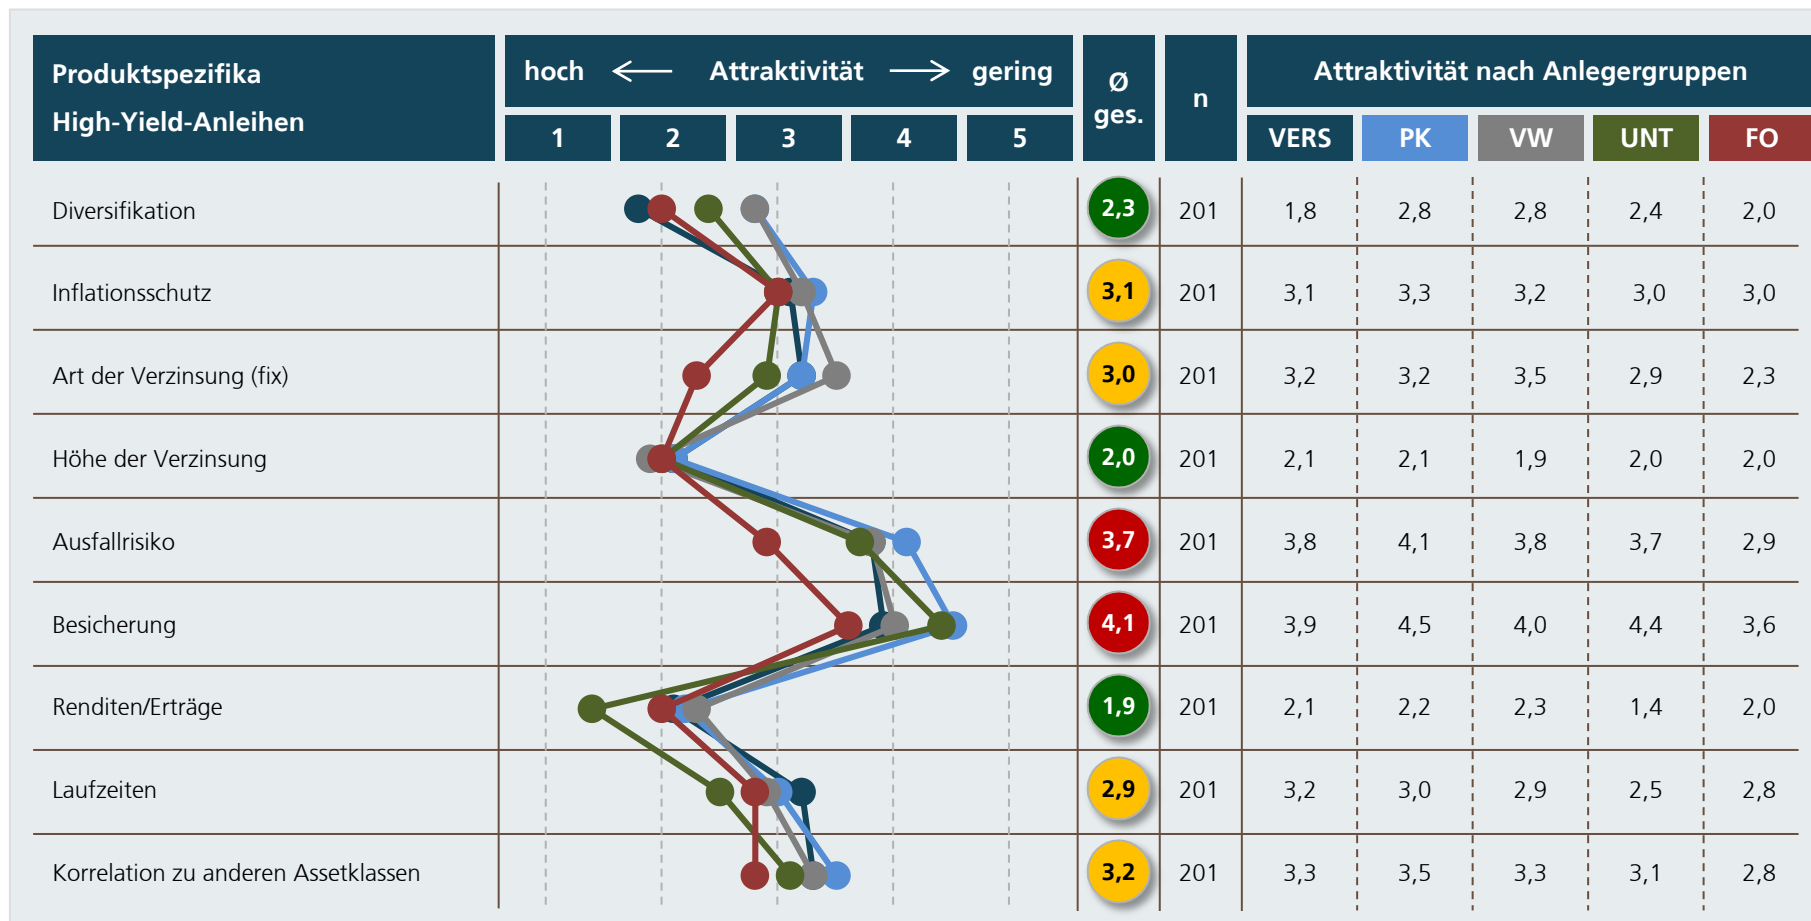 Produktspezifika
High-Yield-Anleihen
hoch ← Attraktivität → gering
1 2 3 4 5
Ø
ges.
n
Attraktivität nach Anlegergruppen
VERS PK VW UNT FO
Diversifikation 2,3 201 1,8 2,8 2,8 2,4 2,0
Inflationsschutz 3,1 201 3,1 3,3 3,2 3,0 3,0
Art der Verzinsung (fix) 3,0 201 3,2 3,2 3,5 2,9 2,3
Höhe der Verzinsung 2,0 201 2,1 2,1 1,9 2,0 2,0
Ausfallrisiko 3,7 201 3,8 4,1 3,8 3,7 2,9
Besicherung 4,1 201 3,9 4,5 4,0 4,4 3,6
Renditen/Erträge 1,9 201 2,1 2,2 2,3 1,4 2,0
Laufzeiten 2,9 201 3,2 3,0 2,9 2,5 2,8
Korrelation zu anderen Assetklassen 3,2 201 3,3 3,5 3,3 3,1 2,8